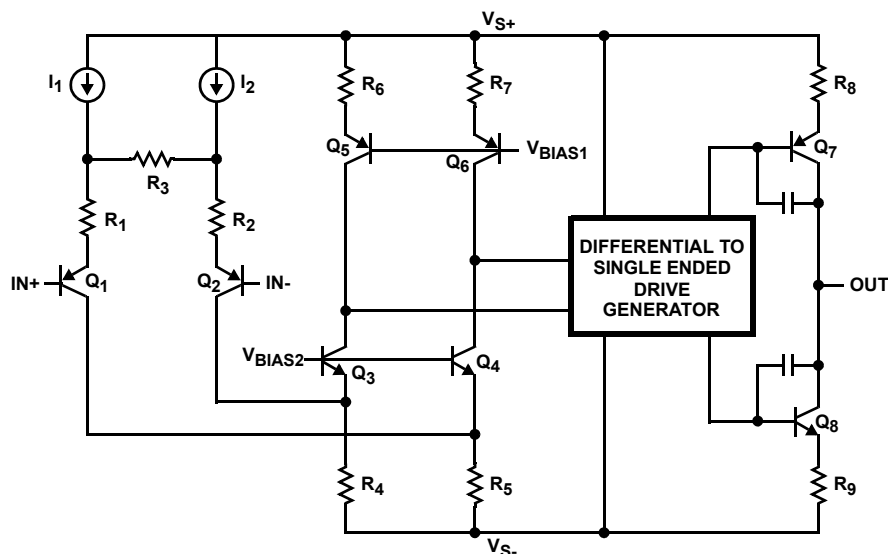 VS+
I1
I2
R6
R7
R8
Q5
Q6
VBIAS1
Q7
R3
R1
R2
DIFFERENTIAL TO
SINGLE ENDED
DRIVE
GENERATOR
IN+
Q1
Q2
IN-
OUT
VBIAS2
Q3
Q4
Q8
R4
R5
R9
VS-